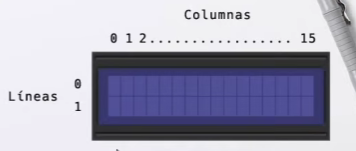 Columnas
0 1 2................. 15
Líneas
0
1